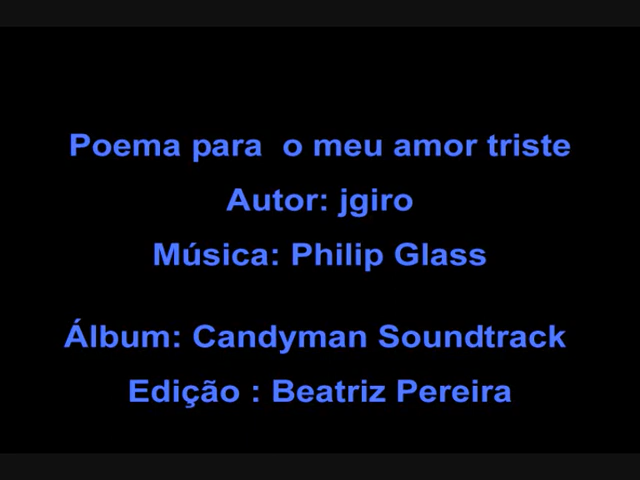 Poema para  o meu amor triste
Autor: jgiro
Música: Philip Glass
Álbum: Candyman Soundtrack
Edição : Beatriz Pereira